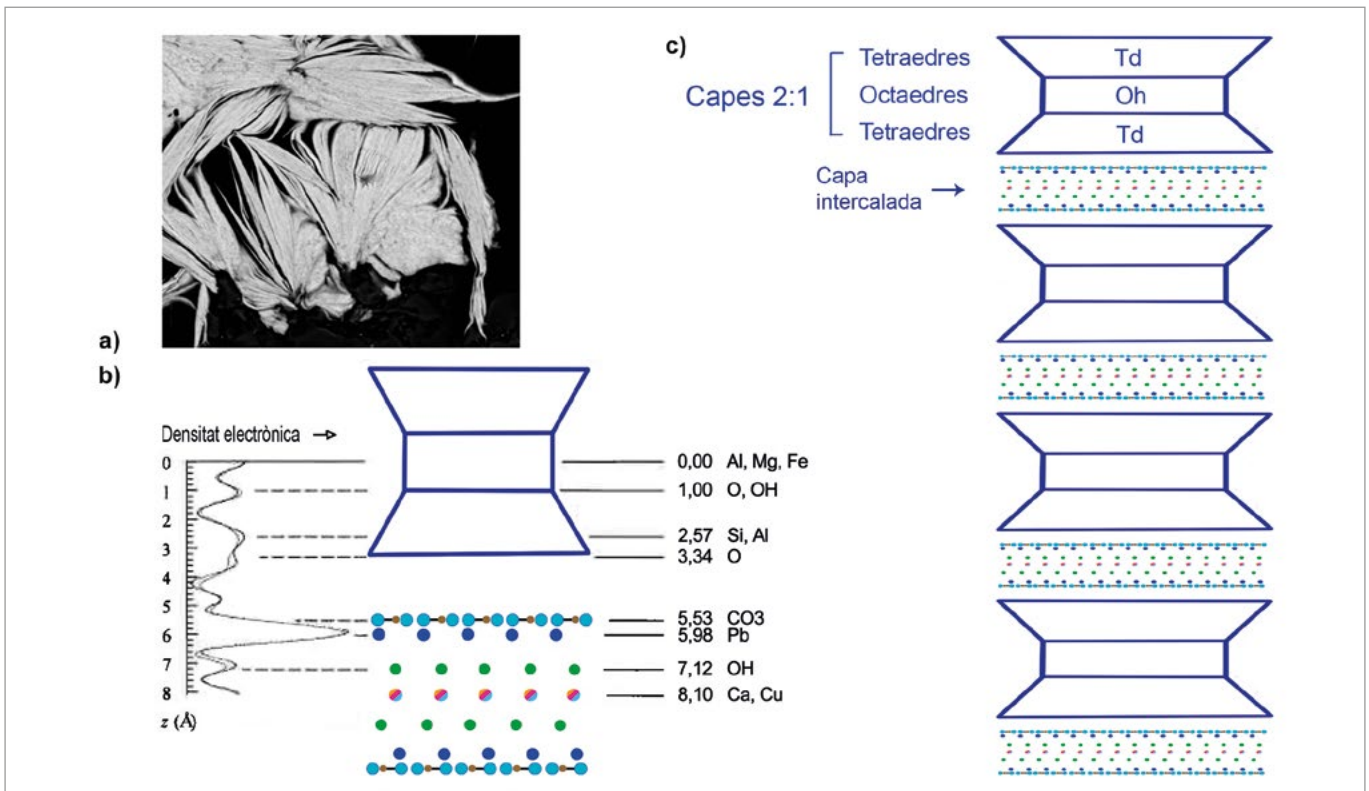 a)
b)
Densitat electrònica →
0
1
2
3
4
5
6
7
8
z (Å)
0,00 Al, Mg, Fe
1,00 O, OH
2,57 Si, Al
3,34 O
5,53 CO3
5,98 Pb
7,12 OH
8,10 Ca, Cu
c)
Capes 2:1
Tetraedres
Octaedres
Tetraedres
Td
Oh
Td
Capa
intercalada →